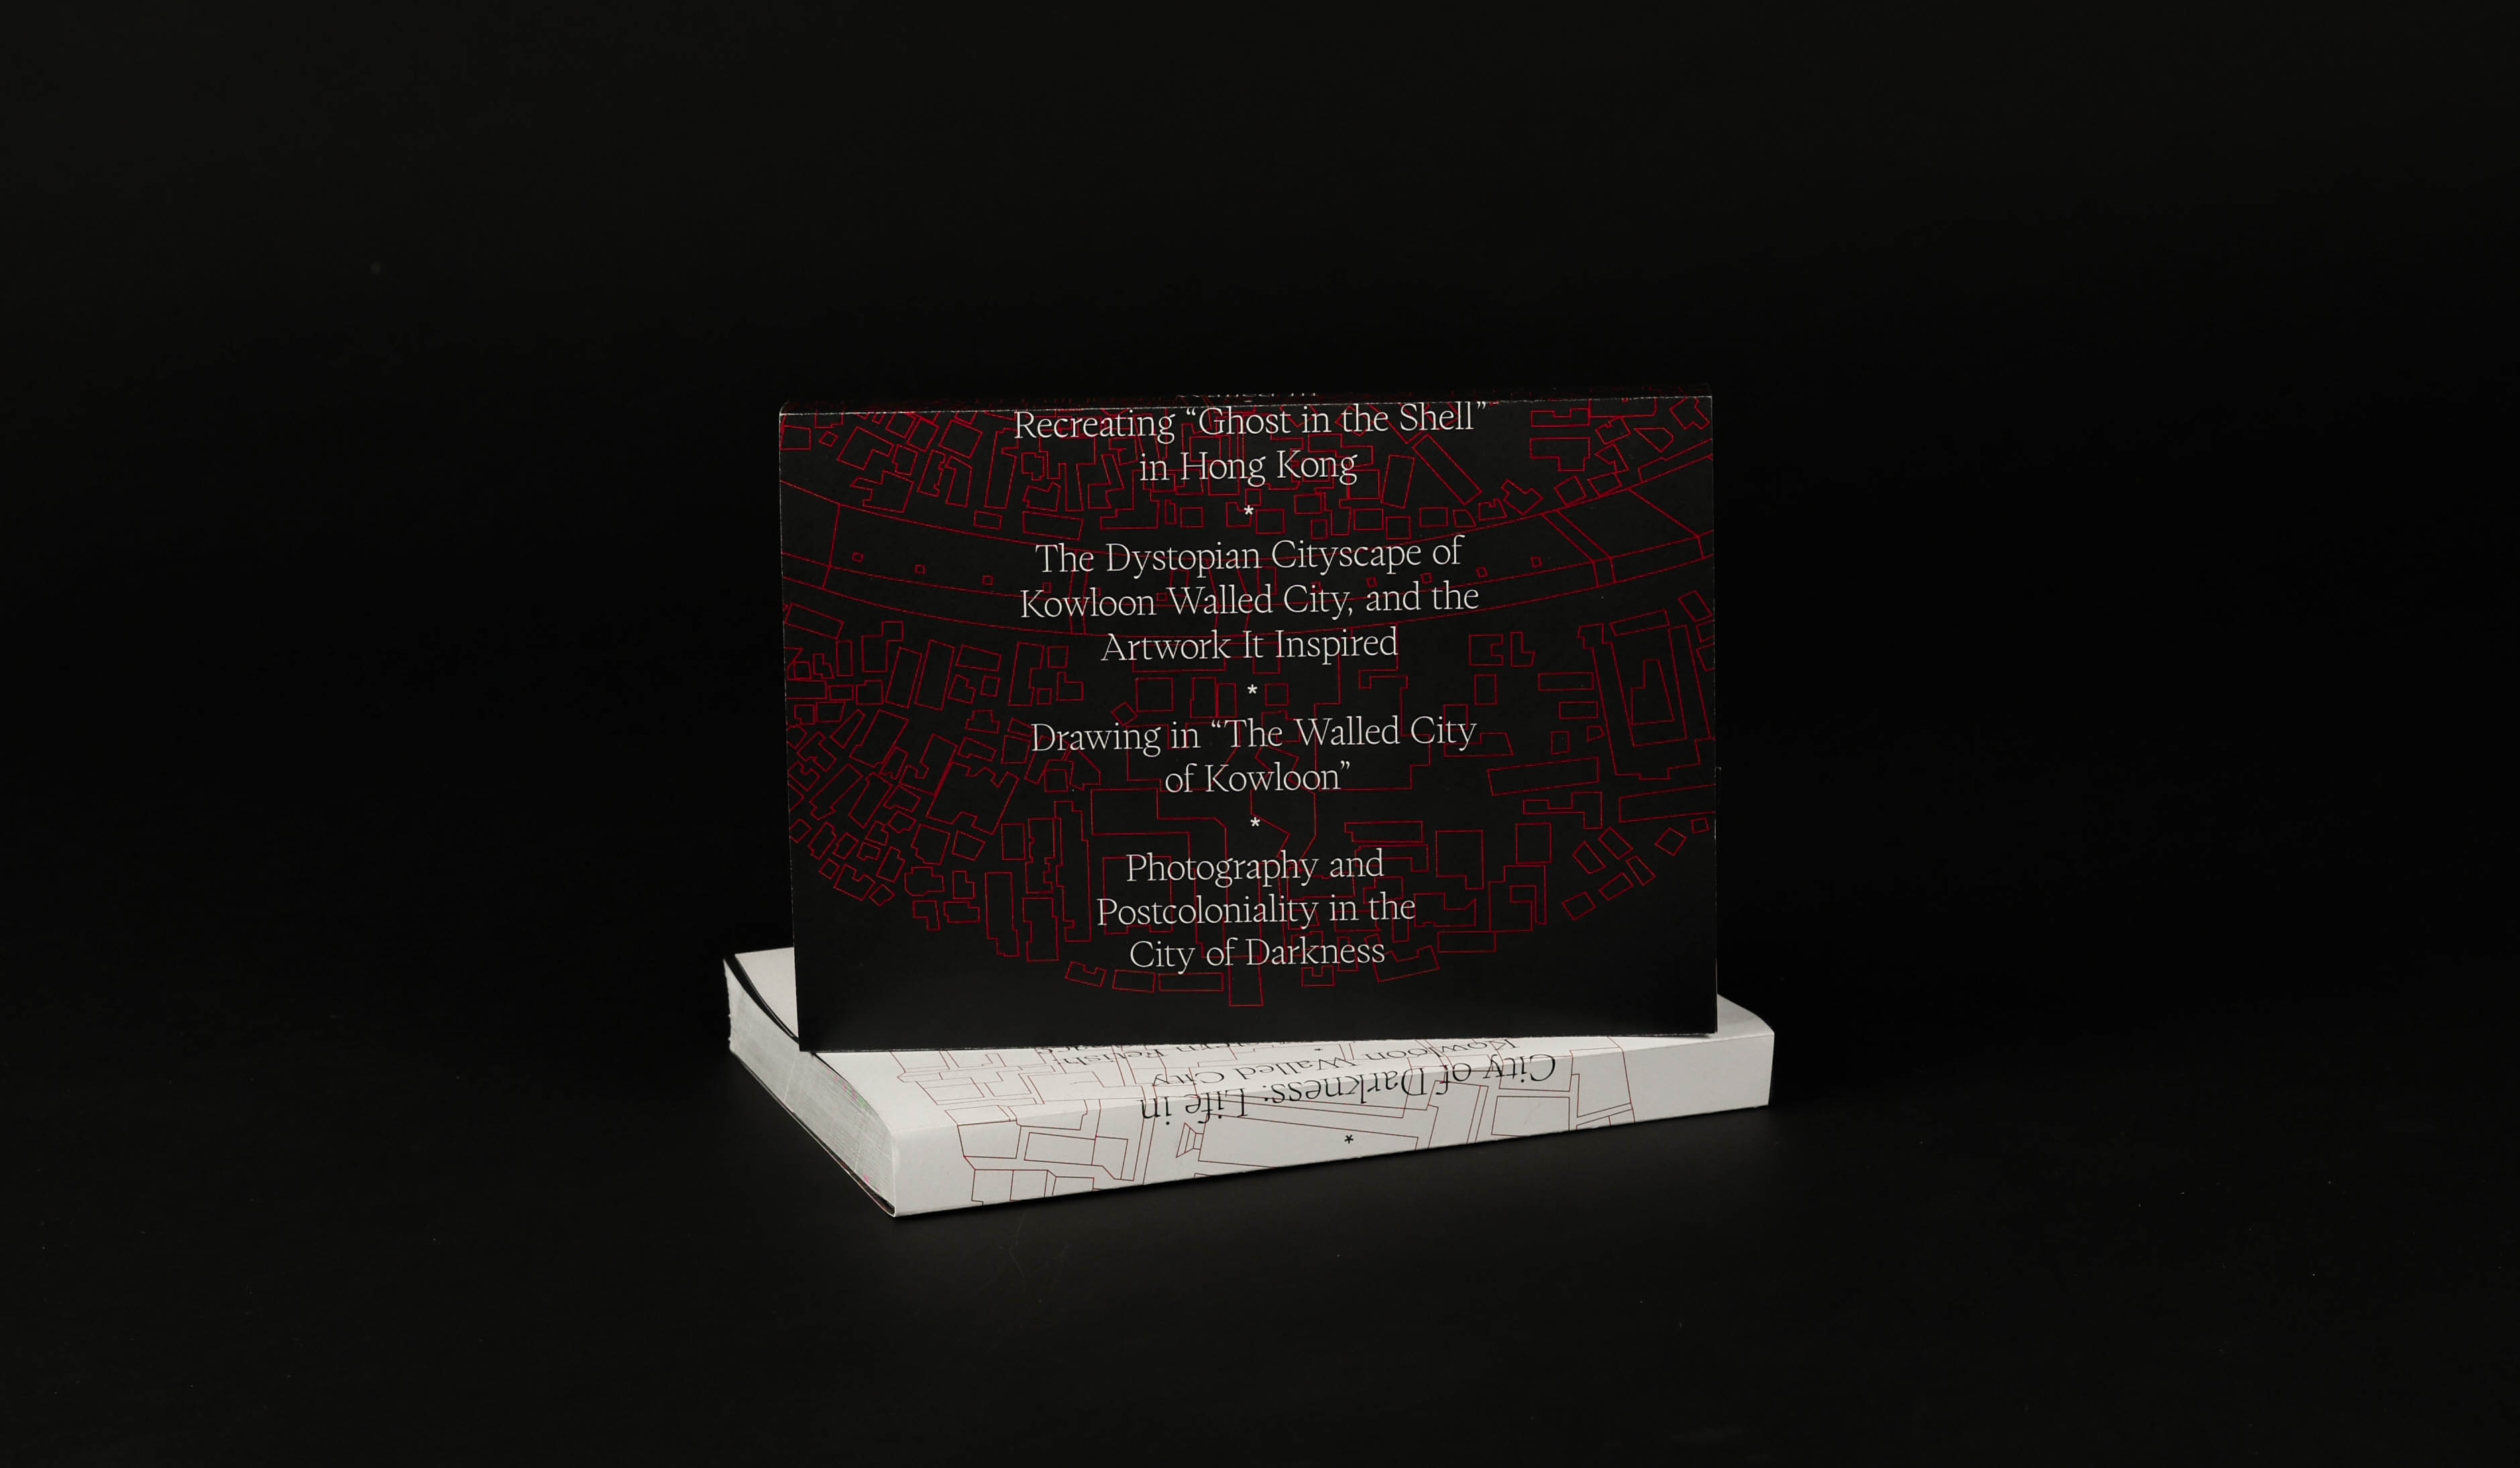 Recreating “Ghost in the Shell”
in Hong Kong
*
The Dystopian Cityscape of
Kowloon Walled City, and the
Artwork It Inspired
*
Drawing in “The Walled City
of Kowloon”
*
Photography and
Postcoloniality in the
City of Darkness
*
City of Darkness: Life in
Kowloon Walled City
*
Relish